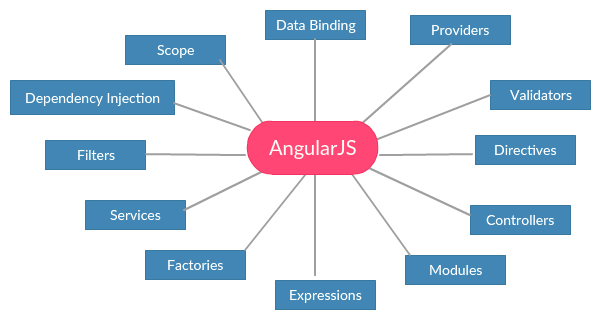 Data Binding
Providers
Scope
Validators
Dependency Injection
AngularJS
Directives
Filters
Services
Controllers
Factories
Modules
Expressions